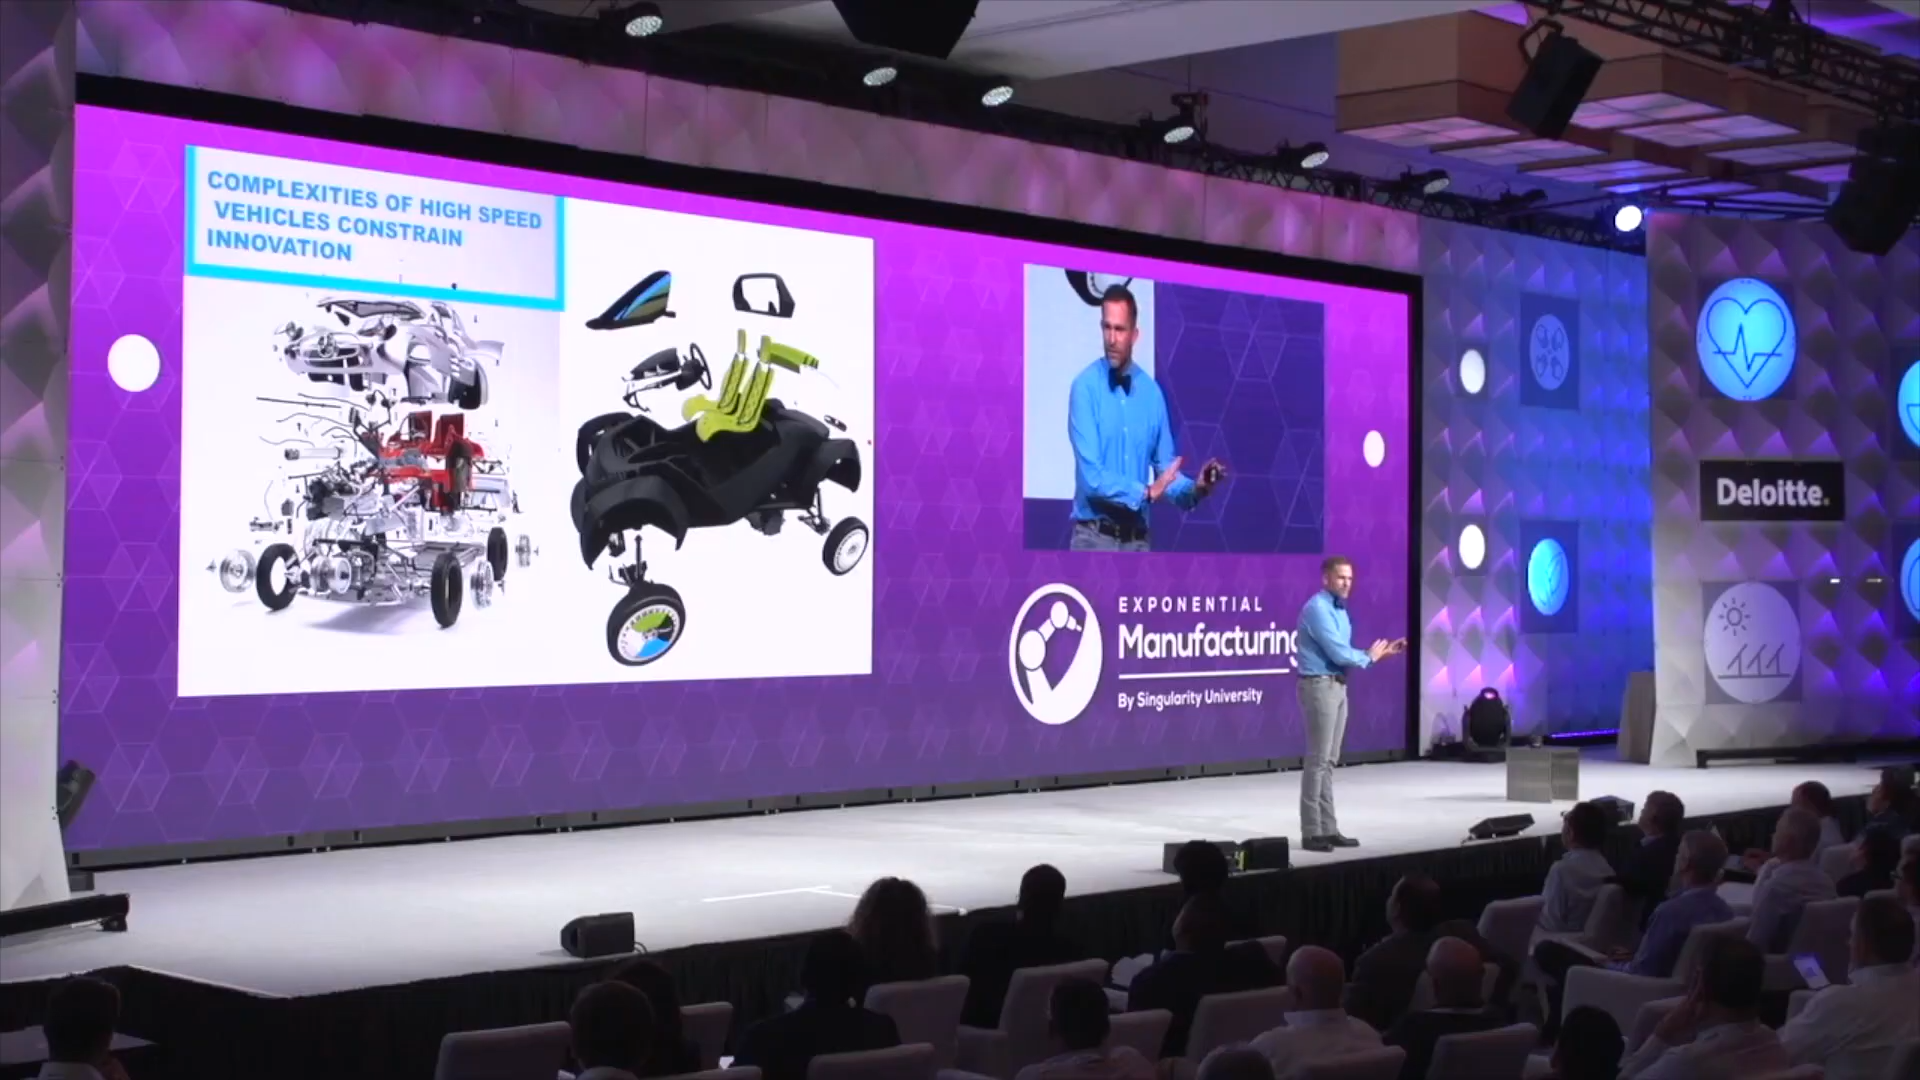 COMPLEXITIES OF HIGH SPEED
VEHICLES CONSTRAIN
INNOVATION
EXPONENTIAL
Manufacturing
By Singularity University
Deloitte.